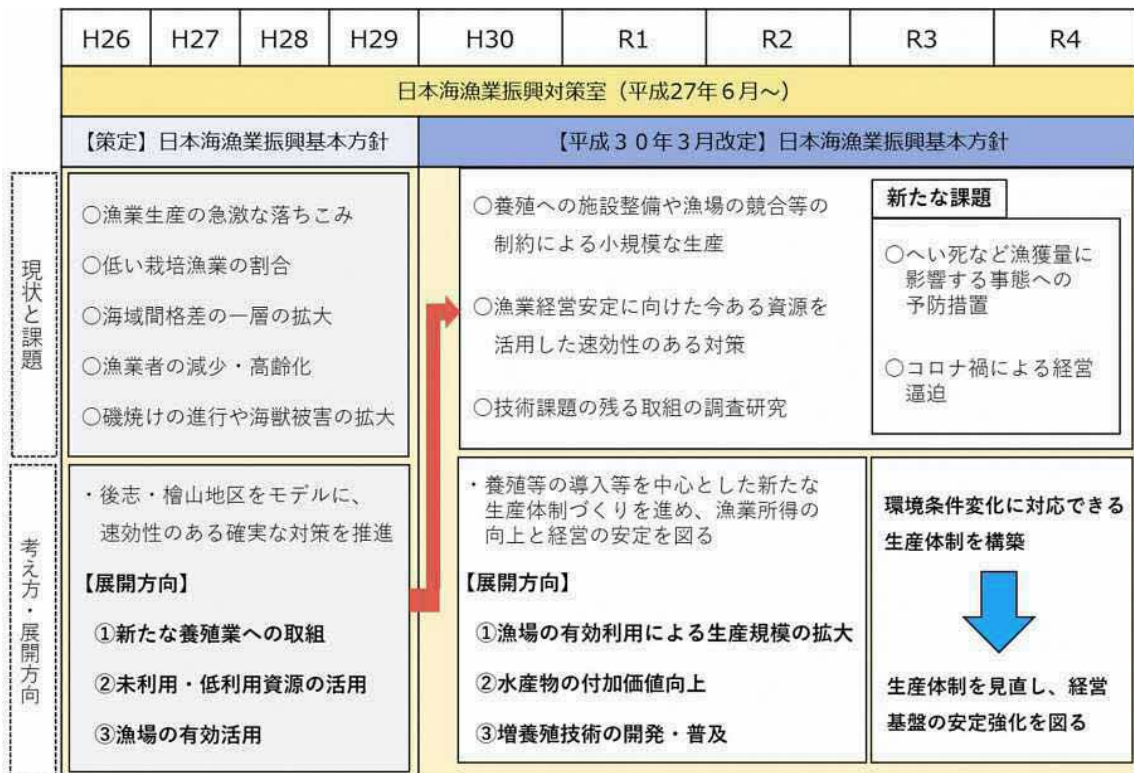 H26 H27 H28 H29 H30 R1 R2 R3 R4
日本海漁業振興対策室（平成27年６月～）
【策定】日本海漁業振興基本方針
【平成３０年３月改定】日本海漁業振興基本方針
現状と課題
○漁業生産の急激な落ちこみ
○低い栽培漁業の割合
○海域間格差の一層の拡大
○漁業者の減少・高齢化
○磯焼けの進行や海獣被害の拡大
○養殖への施設整備や漁場の競合等の
制約による小規模な生産
○漁業経営安定に向けた今ある資源を
活用した速効性のある対策
○技術課題の残る取組の調査研究
新たな課題
○へい死など漁獲量に
影響する事態への
予防措置
○コロナ禍による経営
逼迫
考え方・展開方向
・後志・檜山地区をモデルに、
速効性のある確実な対策を推進
【展開方向】
①新たな養殖業への取組
②未利用・低利用資源の活用
③漁場の有効活用
・養殖等の導入等を中心とした新たな
生産体制づくりを進め、漁業所得の
向上と経営の安定を図る
【展開方向】
①漁場の有効利用による生産規模の拡大
②水産物の付加価値向上
③増養殖技術の開発・普及
環境条件変化に対応できる
生産体制を構築
生産体制を見直し、経営
基盤の安定強化を図る